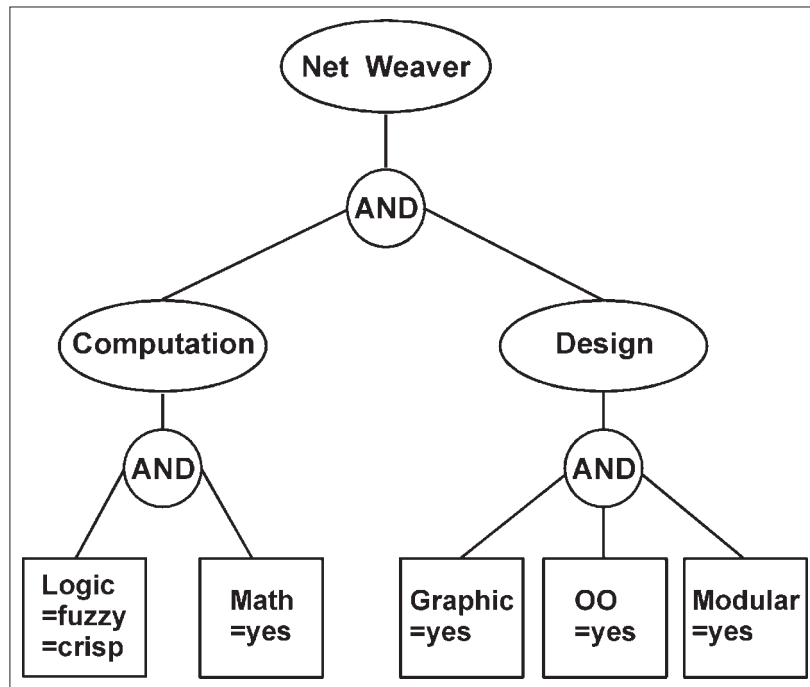 Net Weaver
AND
Computation
Design
AND
AND
Logic
=fuzzy
=crisp
Math
=yes
Graphic
=yes
OO
=yes
Modular
=yes